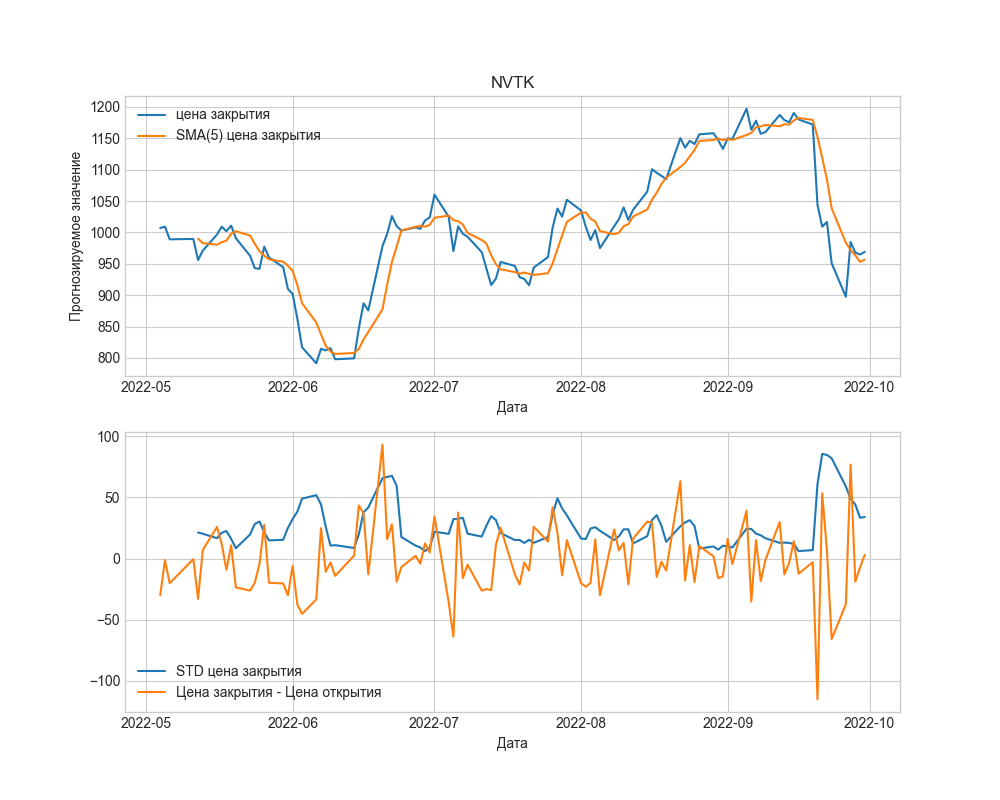 NVTK
1200
1150
1100
1050
1000
950
900
850
800
Прогнозируемое значение
цена закрытия
SMA(5) цена закрытия
2022-05 2022-06 2022-07 2022-08 2022-09 2022-10
Дата
100
50
0
−50
−100
STD цена закрытия
Цена закрытия - Цена открытия
2022-05 2022-06 2022-07 2022-08 2022-09 2022-10
Дата